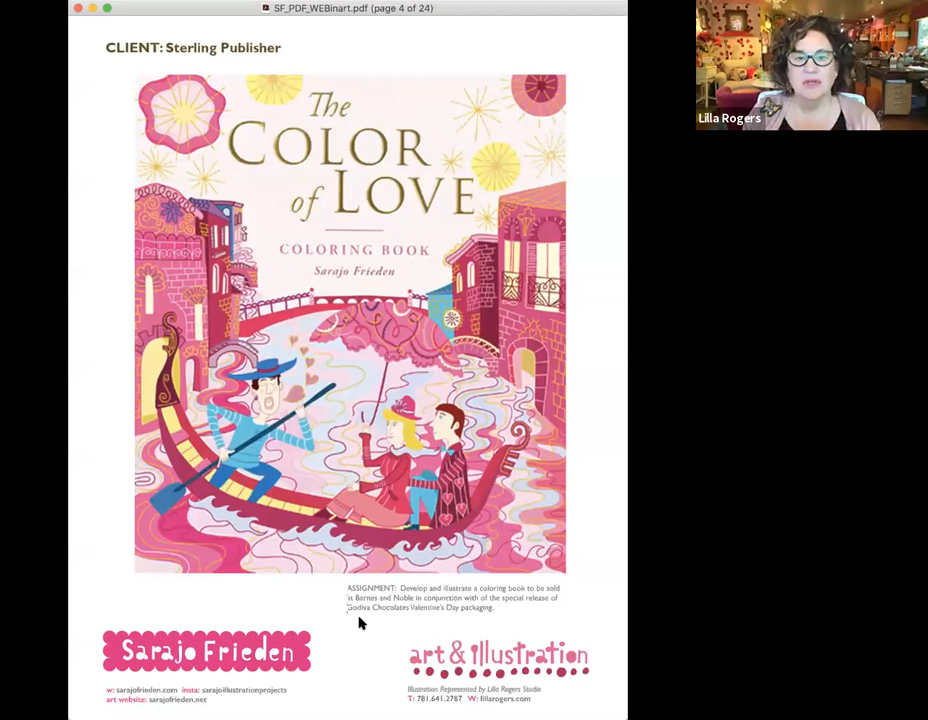 SF_PDF_WEBinart.pdf (page 4 of 24)
CLIENT: Sterling Publisher
The
COLOR
of LOVE
COLORING BOOK
Sarajo Frieden
ASSIGNMENT: Develop and illustrate a coloring book to be sold
at Barnes and Noble in conjunction with of the special release of
Godiva Chocolates Valentine's Day packaging.
Sarajo Frieden
w: sarajofrieden.com insta: sarajoillustrationprojects
art website: sarajofrieden.net
art & illustration
Illustration Represented by Lilla Rogers Studio
T: 781.641.2787 W: lillarogers.com
Lilla Rogers